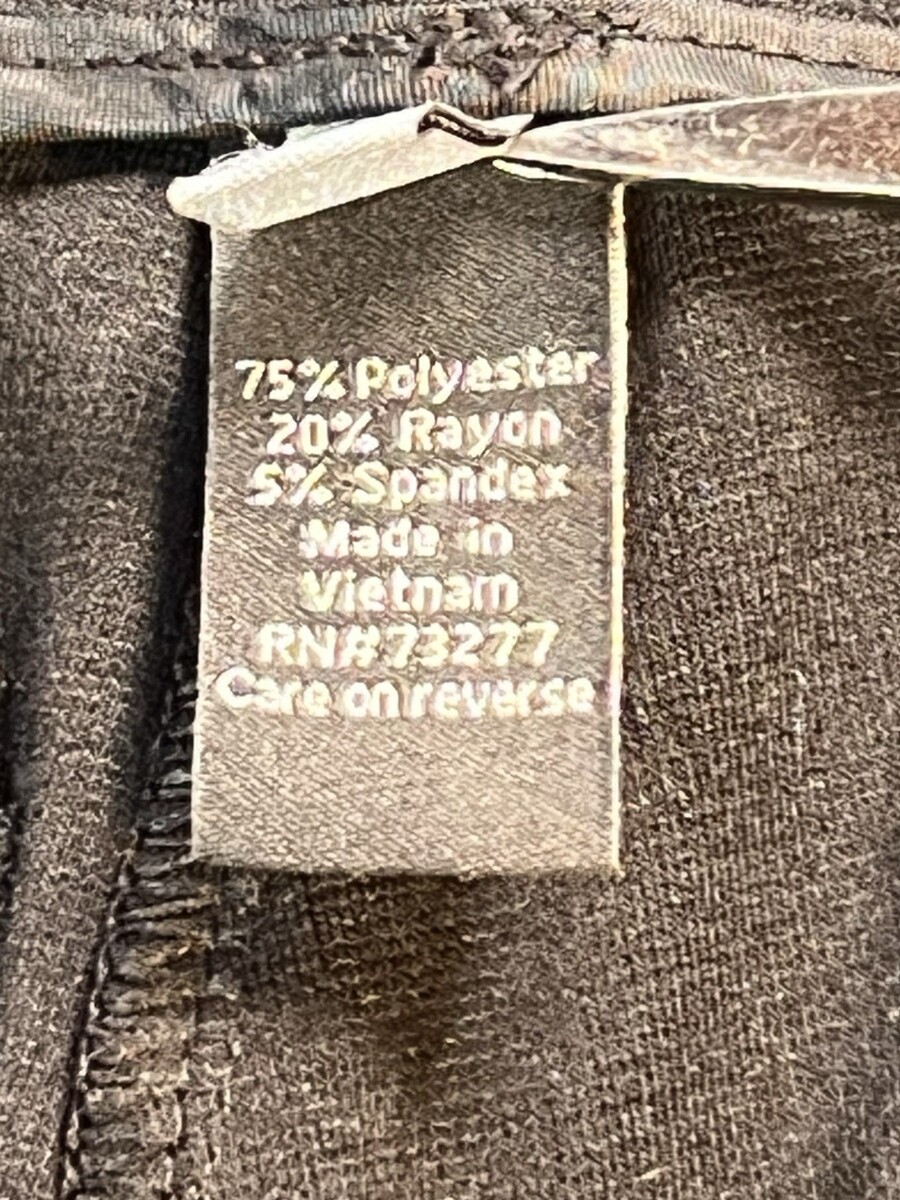 75% Polyester
20% Rayon
5% Spandex
Made in
Vietnam
RN#73277
Care on reverse